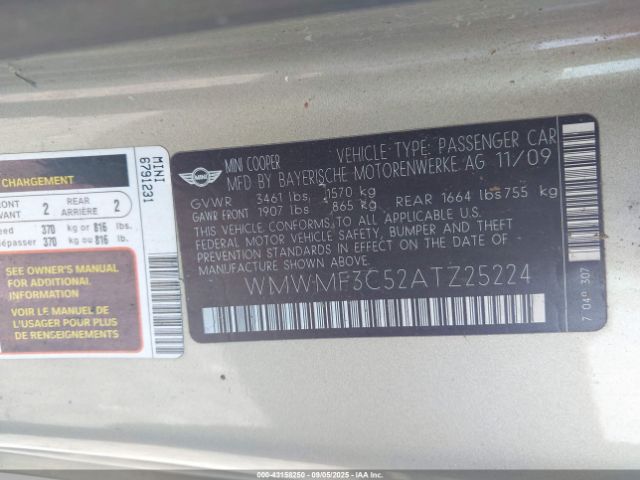 CHARGEMENT
FRONT
AVANT 2 REAR ARRIÈRE 2
370 kg or 816 lbs.
dépasser 370 kg ou 816 lb.
SEE OWNER'S MANUAL
FOR ADDITIONAL
INFORMATION
VOIR LE MANUEL DE
L'USAGER POUR PLUS
DE RENSEIGNEMENTS
MINI
6791231
MINI
MINI COOPER VEHICLE TYPE: PASSENGER CAR
MFD BY BAYERISCHE MOTORENWERKE AG 11/09
GVWR 3461 lbs 1570 kg
GAWR FRONT 1907 lbs 865 kg REAR 1664 lbs 755 kg
THIS VEHICLE CONFORMS TO ALL APPLICABLE U.S.
FEDERAL MOTOR VEHICLE SAFETY, BUMPER AND THEFT
PREVENTION STANDARDS IN EFFECT ON THE DATE OF
MANUFACTURE SHOWN ABOVE.
WMWMF3C52ATZ25224
7 049 307
© 000-43158250 - 09/05/2025 - IAA Inc.